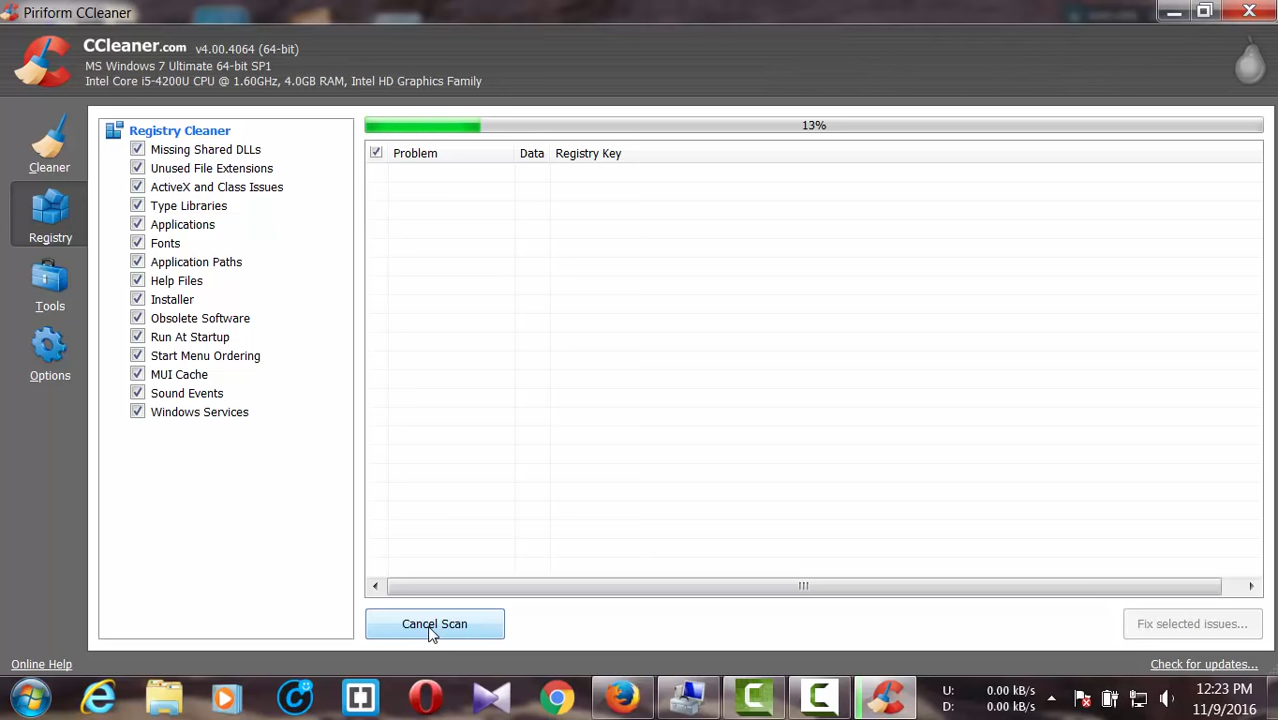 Piriform CCleaner
CCleaner.com v4.00.4064 (64-bit)
MS Windows 7 Ultimate 64-bit SP1
Intel Core i5-4200U CPU @ 1.60GHz, 4.0GB RAM, Intel HD Graphics Family
Cleaner
Registry
Tools
Options
Registry Cleaner
Missing Shared DLLs
Unused File Extensions
ActiveX and Class Issues
Type Libraries
Applications
Fonts
Application Paths
Help Files
Installer
Obsolete Software
Run At Startup
Start Menu Ordering
MUI Cache
Sound Events
Windows Services
13%
Problem Data Registry Key
Cancel Scan
Fix selected issues...
Online Help
Check for updates...
U: 0.00 kB/s
D: 0.00 kB/s
12:23 PM
11/9/2016